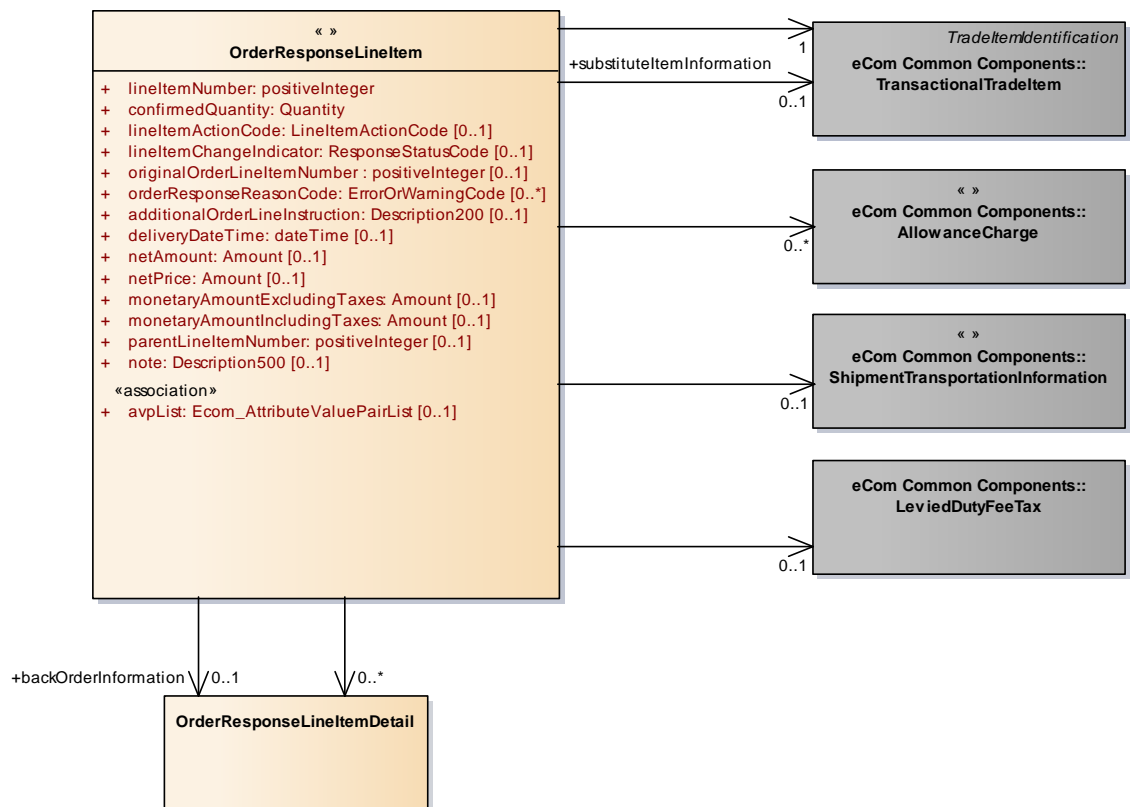 « »
OrderResponseLineItem
+ lineItemNumber: positiveInteger
+ confirmedQuantity: Quantity
+ lineItemActionCode: LineItemActionCode [0..1]
+ lineItemChangeIndicator: ResponseStatusCode [0..1]
+ originalOrderLineItemNumber : positiveInteger [0..1]
+ orderResponseReasonCode: ErrorOrWarningCode [0..*]
+ additionalOrderLineInstruction: Description200 [0..1]
+ deliveryDateTime: dateTime [0..1]
+ netAmount: Amount [0..1]
+ netPrice: Amount [0..1]
+ monetaryAmountExcludingTaxes: Amount [0..1]
+ monetaryAmountIncludingTaxes: Amount [0..1]
+ parentLineItemNumber: positiveInteger [0..1]
+ note: Description500 [0..1]
«association»
+ avpList: Ecom_AttributeValuePairList [0..1]
1
+substituteItemInformation
0..1
TradeItemIdentification
eCom Common Components::
TransactionalTradeItem
0..*
« »
eCom Common Components::
AllowanceCharge
0..1
« »
eCom Common Components::
ShipmentTransportationInformation
0..1
eCom Common Components::
LeviedDutyFeeTax
+backOrderInformation 0..1
0..*
OrderResponseLineItemDetail